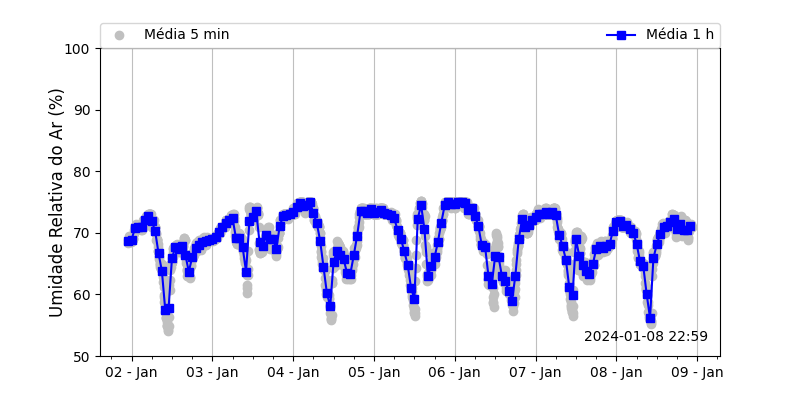 Média 5 min
Média 1 h
Umidade Relativa do Ar (%)
100
90
80
70
60
50
2024-01-08 22:59
02 - Jan
03 - Jan
04 - Jan
05 - Jan
06 - Jan
07 - Jan
08 - Jan
09 - Jan